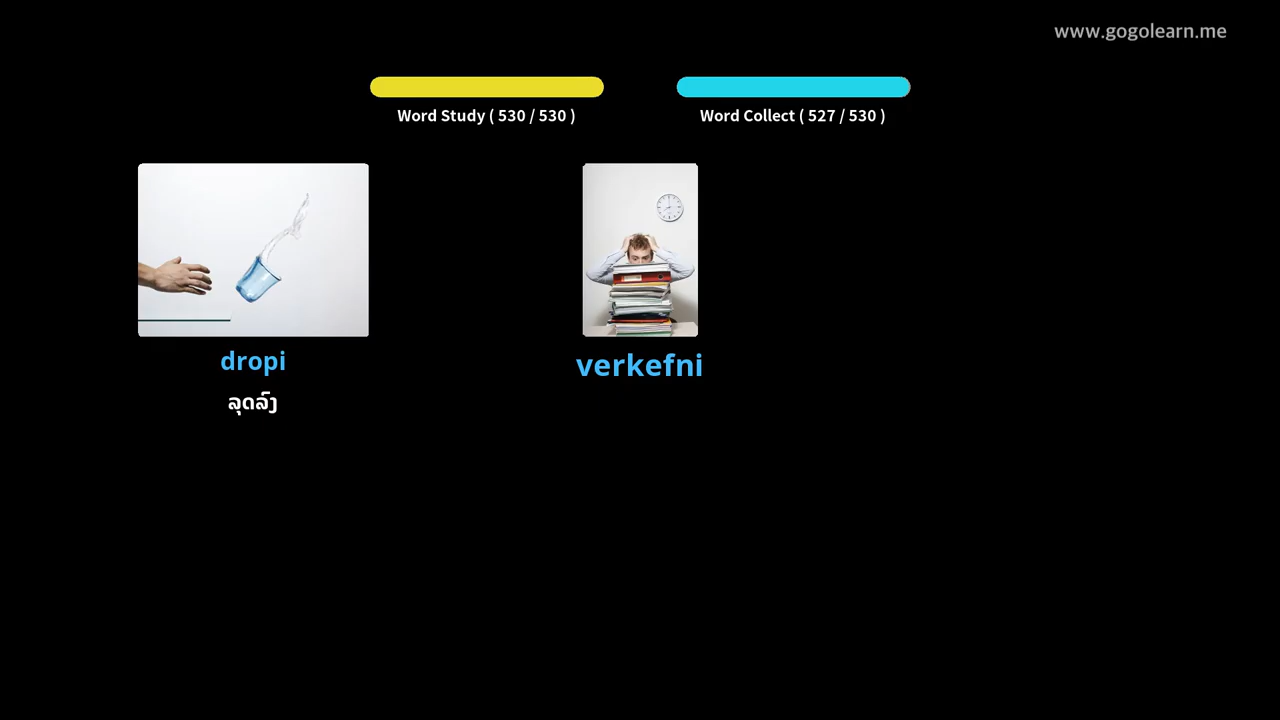 www.gogolearn.me
Word Study ( 530 / 530 )
Word Collect ( 527 / 530 )
dropi
verkefni
ລຸດລົງ